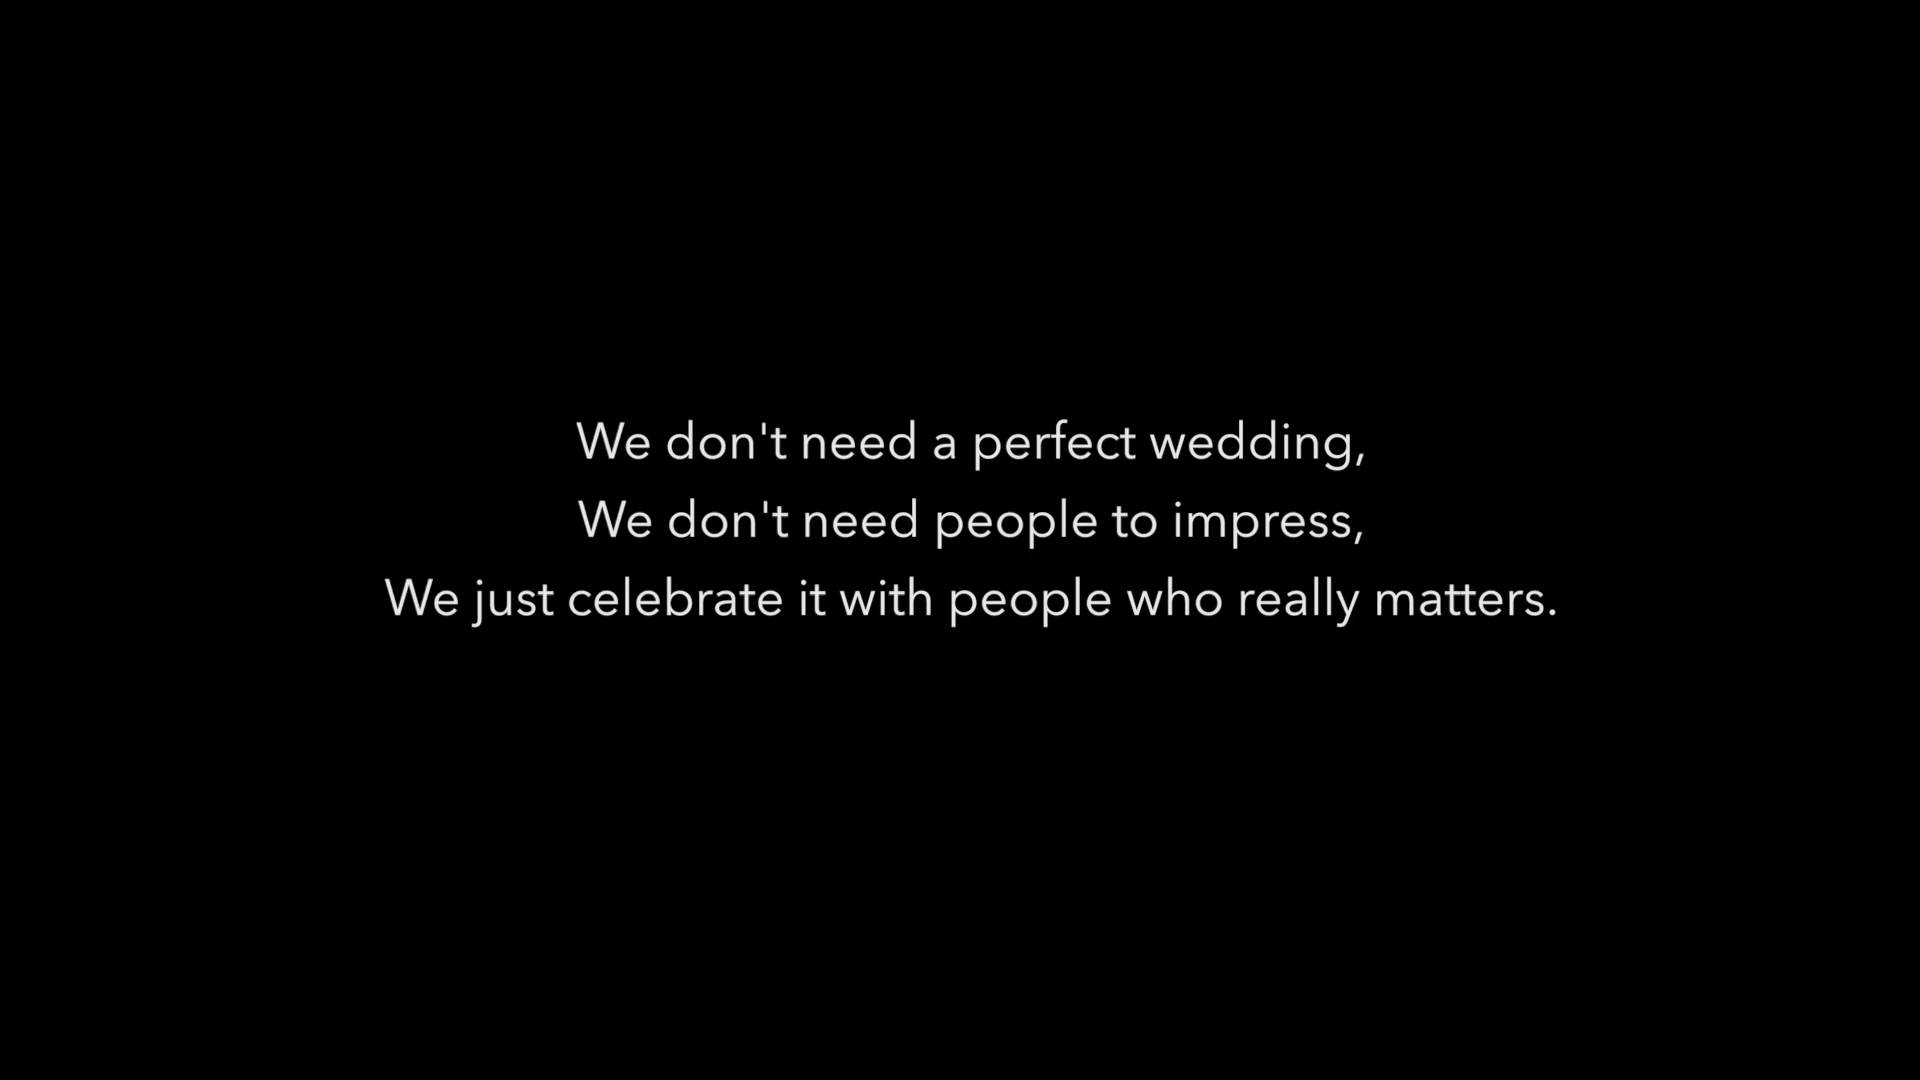 We don't need a perfect wedding,
We don't need people to impress,
We just celebrate it with people who really matters.